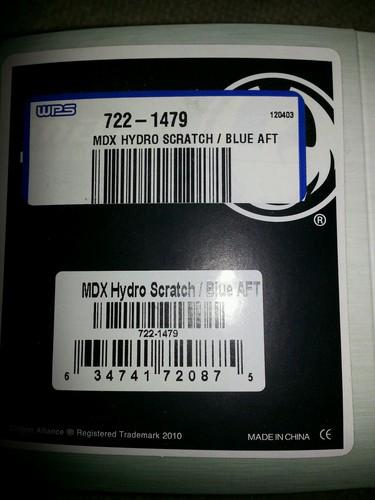 WPS
722-1479
120403
MDX HYDRO SCRATCH / BLUE AFT
®
MDX Hydro Scratch / Blue AFT
722-1479
6 34741 72087 5
Alliance ® Registered Trademark 2010
MADE IN CHINA CE